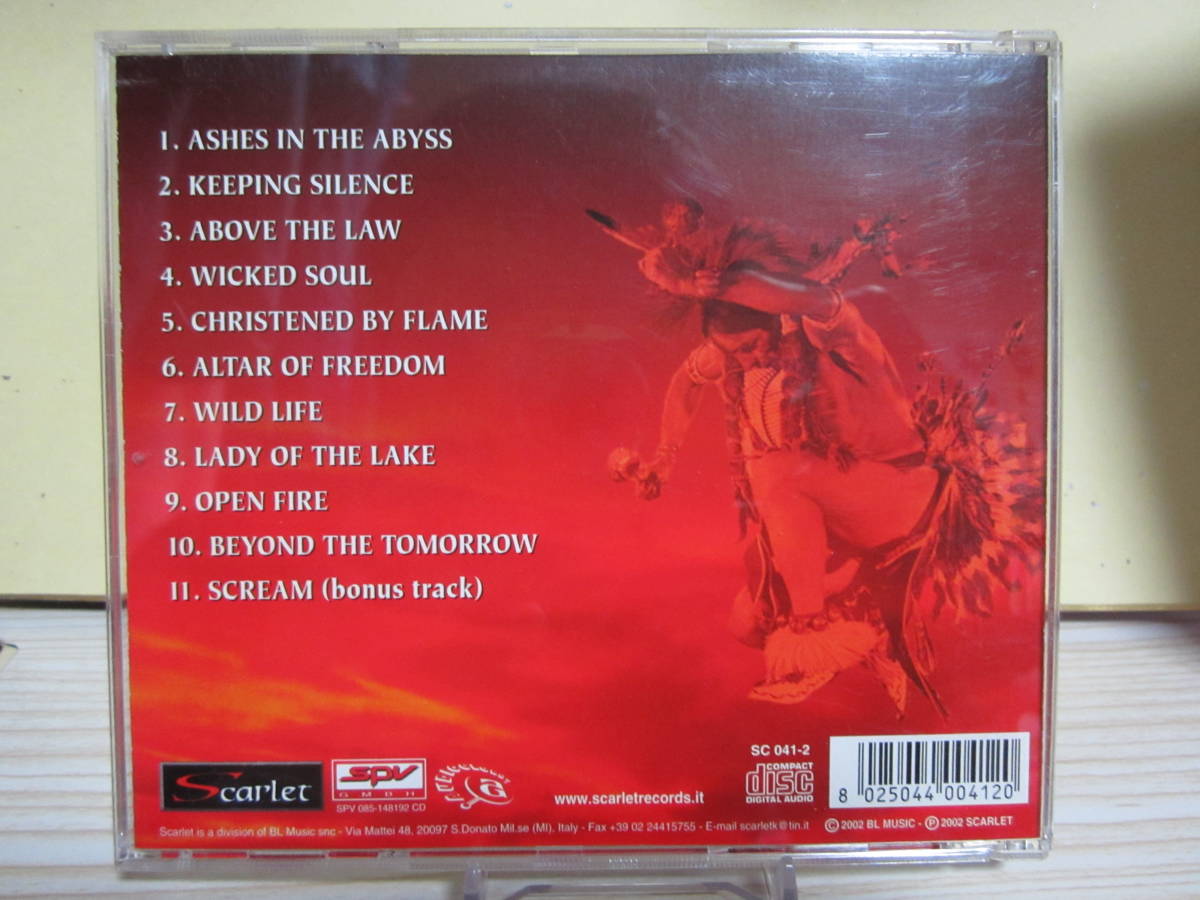 1. ASHES IN THE ABYSS
2. KEEPING SILENCE
3. ABOVE THE LAW
4. WICKED SOUL
5. CHRISTENED BY FLAME
6. ALTAR OF FREEDOM
7. WILD LIFE
8. LADY OF THE LAKE
9. OPEN FIRE
10. BEYOND THE TOMORROW
11. SCREAM (bonus track)
Scarlet
SPV
GMBH
SPV 085-148192 CD
www.scarletrecords.it
SC 041-2
COMPACT
disc
DIGITAL AUDIO
8 025044 004120
Scarlet is a division of BL Music snc - Via Mattei 48, 20097 S.Donato Mil.se (MI), Italy - Fax +39 02 24415755 - E-mail scarletk@tin.it
© 2002 BL MUSIC - ℗ 2002 SCARLET